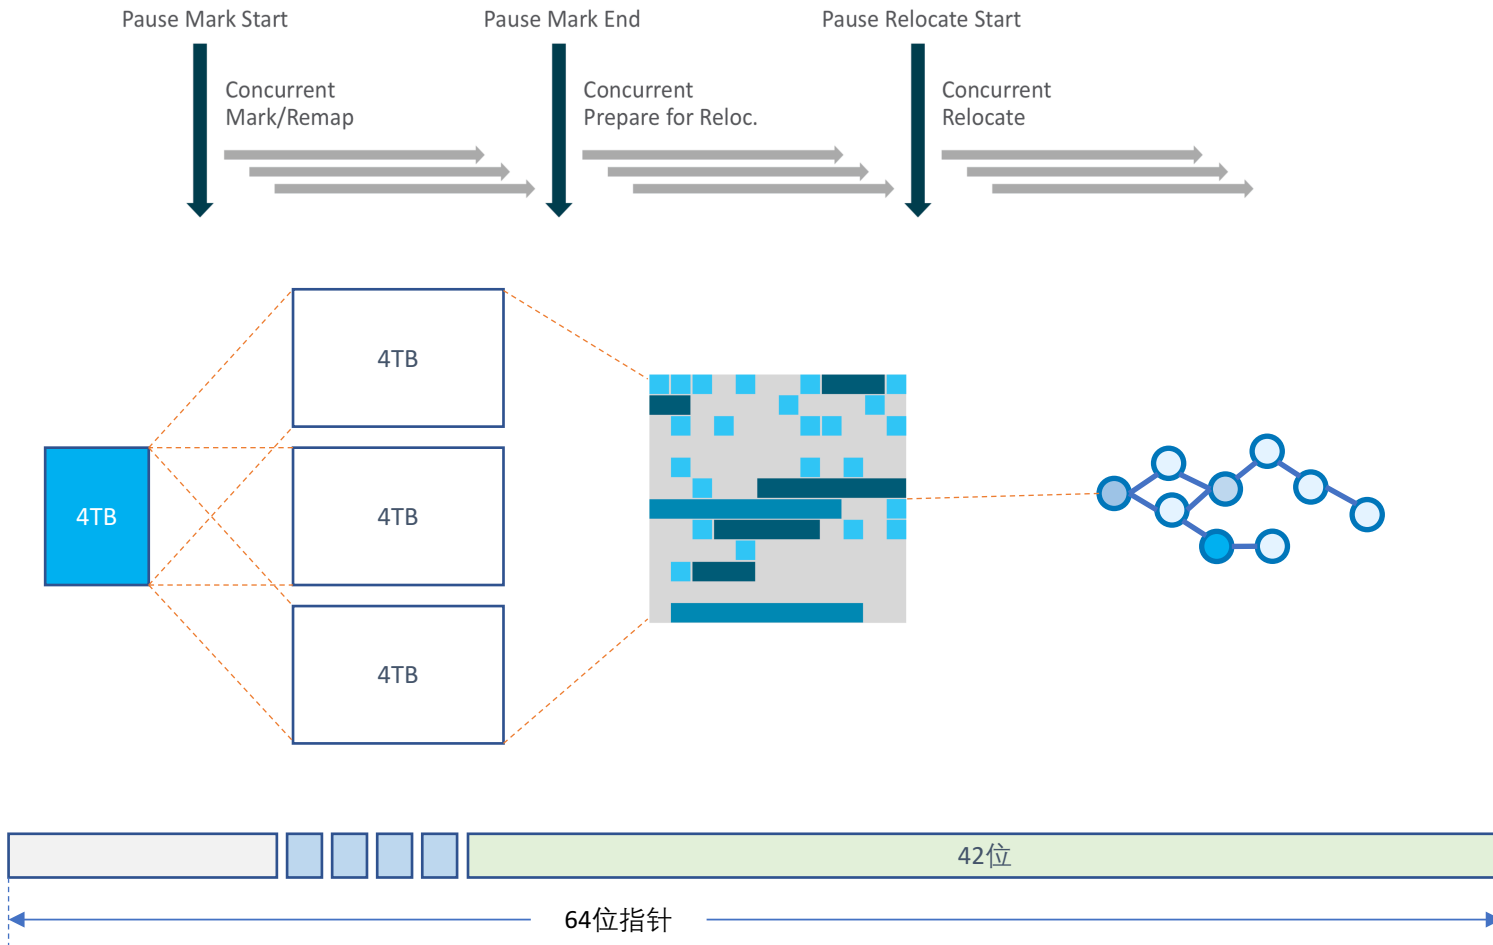 Pause Mark Start
Pause Mark End
Pause Relocate Start
Concurrent
Mark/Remap
Concurrent
Prepare for Reloc.
Concurrent
Relocate
4TB
4TB
4TB
4TB
42位
64位指针